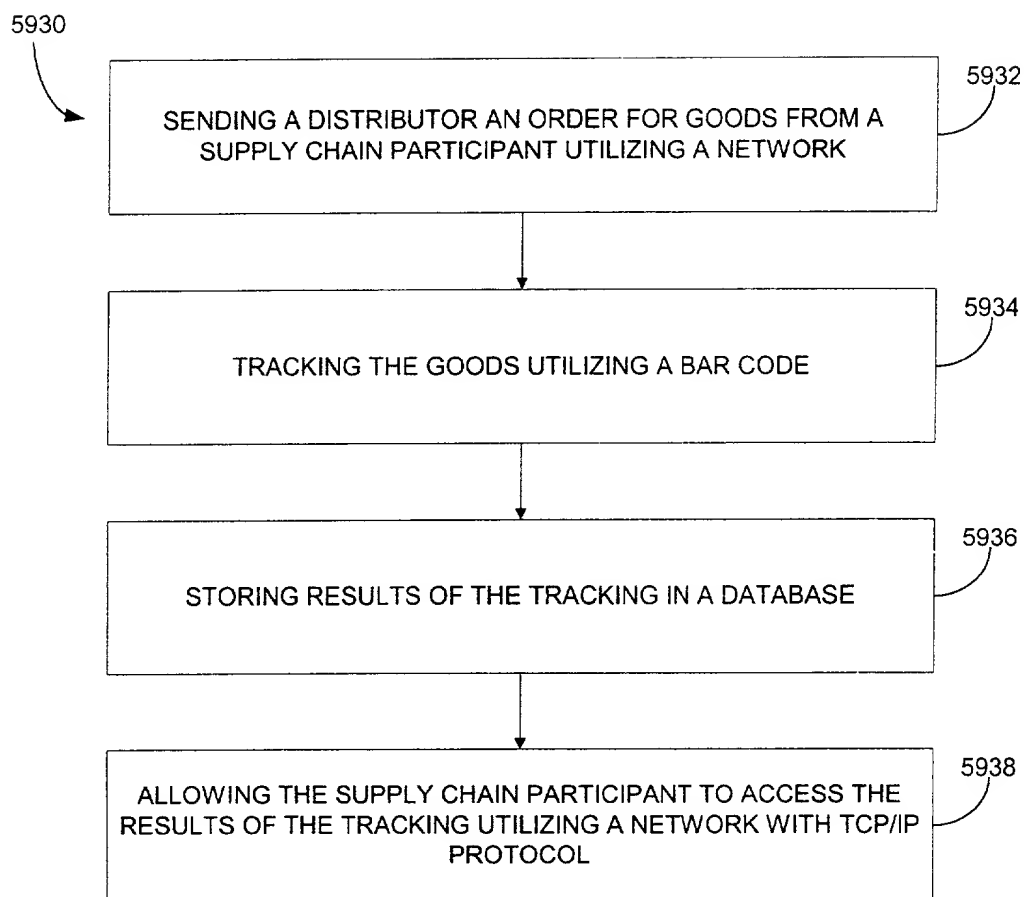 5930
5932
SENDING A DISTRIBUTOR AN ORDER FOR GOODS FROM A
SUPPLY CHAIN PARTICIPANT UTILIZING A NETWORK
5934
TRACKING THE GOODS UTILIZING A BAR CODE
5936
STORING RESULTS OF THE TRACKING IN A DATABASE
5938
ALLOWING THE SUPPLY CHAIN PARTICIPANT TO ACCESS THE
RESULTS OF THE TRACKING UTILIZING A NETWORK WITH TCP/IP
PROTOCOL